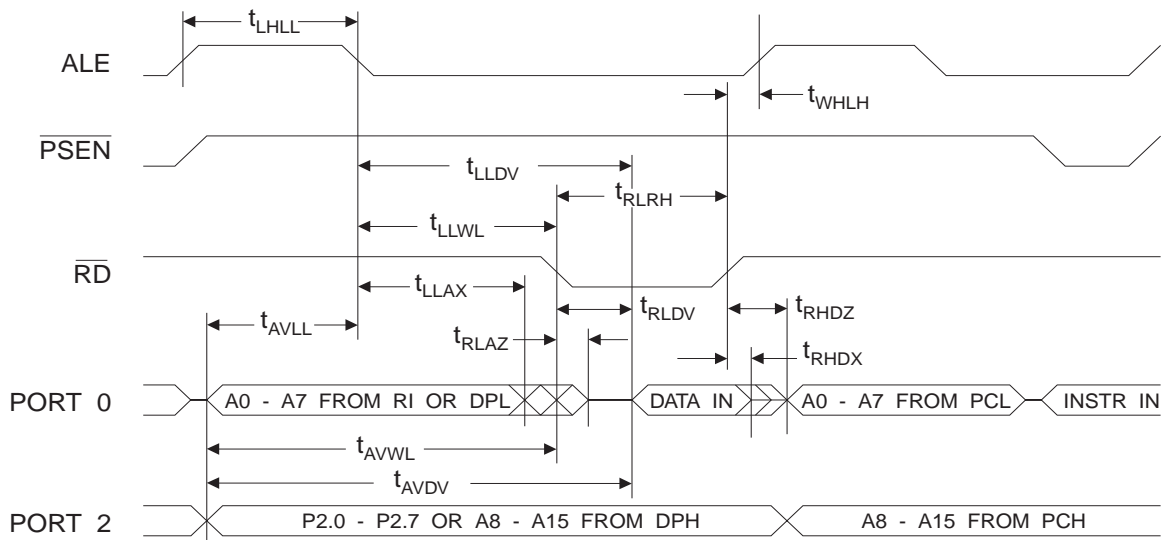 tLHLL
ALE
tWHLH
PSEN
tLLDV
tRLRH
tLLWL
RD
tLLAX
tRLDV
tRHDZ
tAVLL
tRLAZ
tRHDX
PORT 0
A0 - A7 FROM RI OR DPL
DATA IN
A0 - A7 FROM PCL
INSTR IN
tAVWL
tAVDV
PORT 2
P2.0 - P2.7 OR A8 - A15 FROM DPH
A8 - A15 FROM PCH